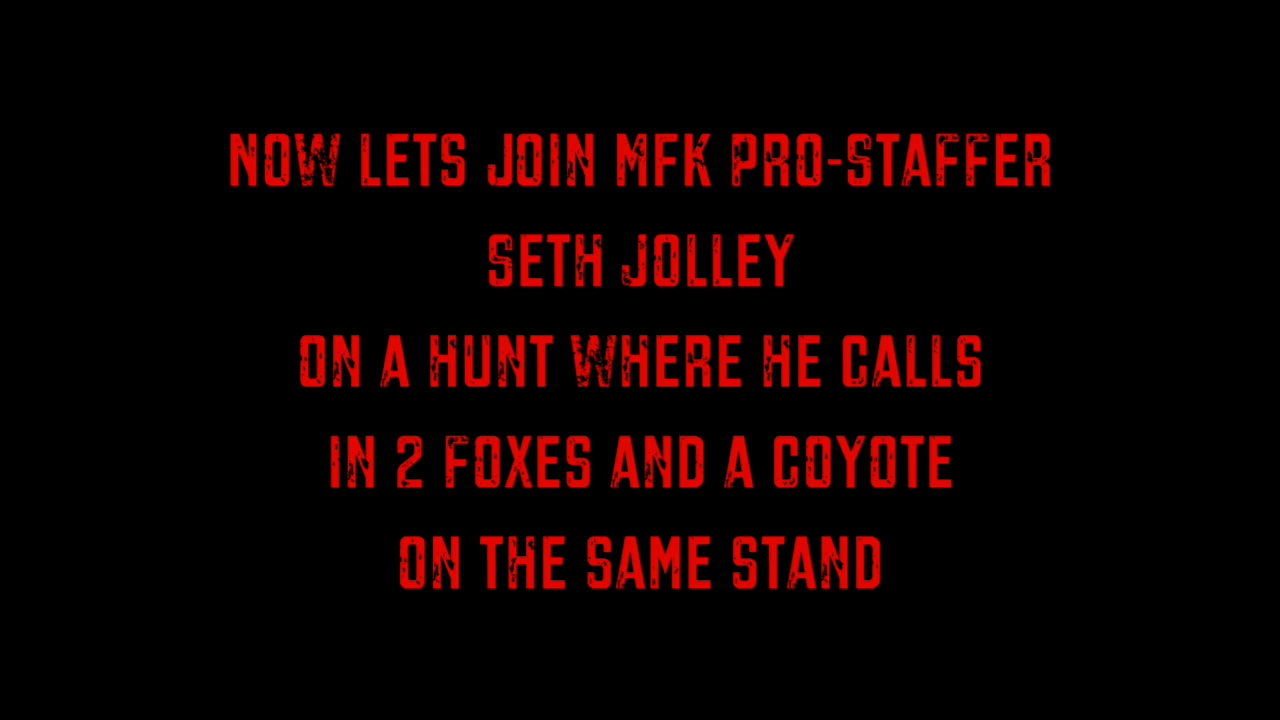 NOW LETS JOIN MFK PRO-STAFFER
SETH JOLLEY
ON A HUNT WHERE HE CALLS
IN 2 FOXES AND A COYOTE
ON THE SAME STAND